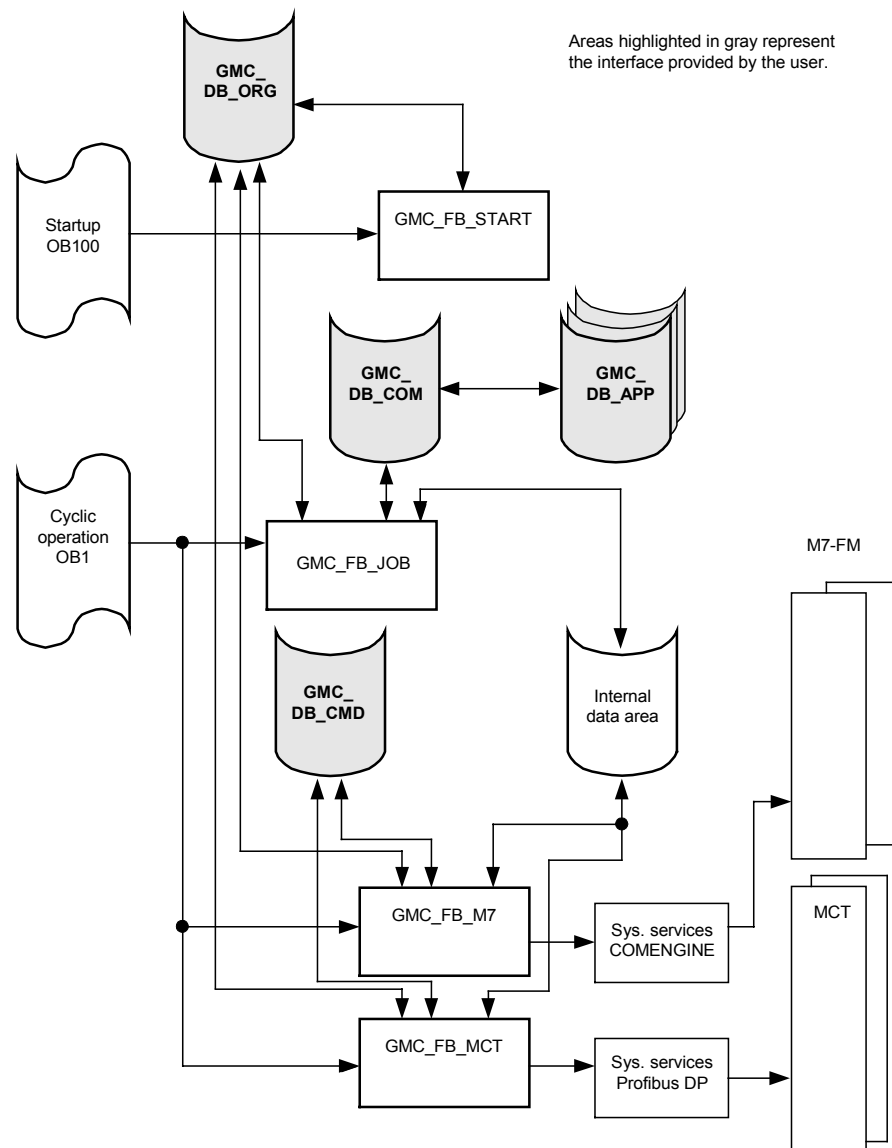 Areas highlighted in gray represent
the interface provided by the user.
GMC_
DB_ORG
Startup
OB100
GMC_FB_START
GMC_
DB_COM
GMC_
DB_APP
Cyclic
operation
OB1
GMC_FB_JOB
M7-FM
GMC_
DB_CMD
Internal
data area
GMC_FB_M7
Sys. services
COMENGINE
MCT
GMC_FB_MCT
Sys. services
Profibus DP